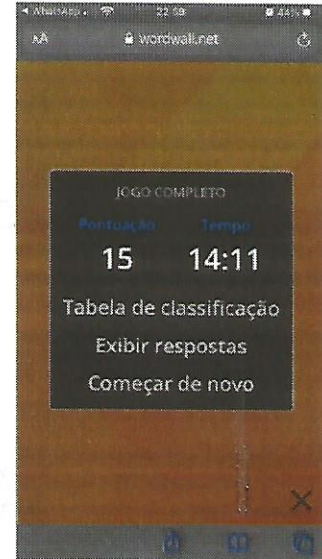 WhatsApp
22:59
44%
AA wordwall.net
JOGO COMPLETO
Pontuação Tempo
15 14:11
Tabela de classificação
Exibir respostas
Começar de novo